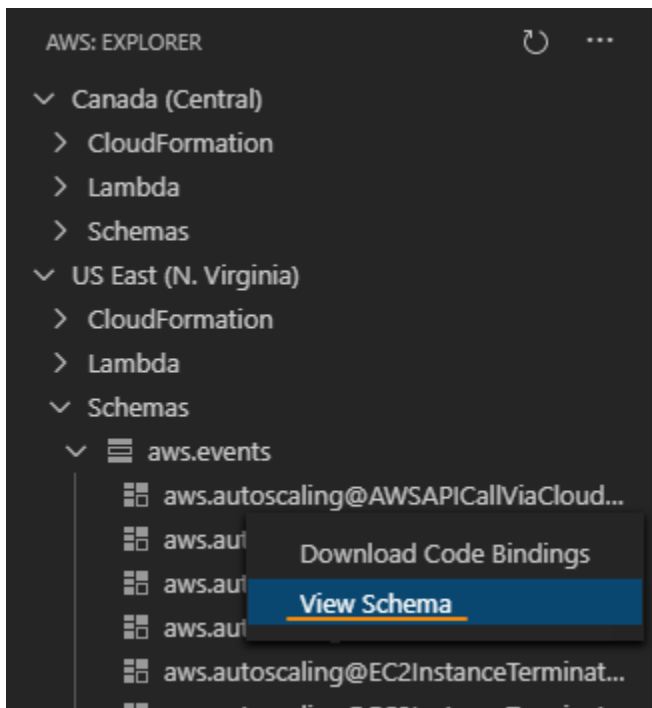 AWS: EXPLORER
Canada (Central)
CloudFormation
Lambda
Schemas
US East (N. Virginia)
CloudFormation
Lambda
Schemas
aws.events
aws.autoscaling@AWSAPICallViaCloud...
aws.aut
Download Code Bindings
aws.aut
View Schema
aws.aut
aws.autoscaling@EC2InstanceTerminat...